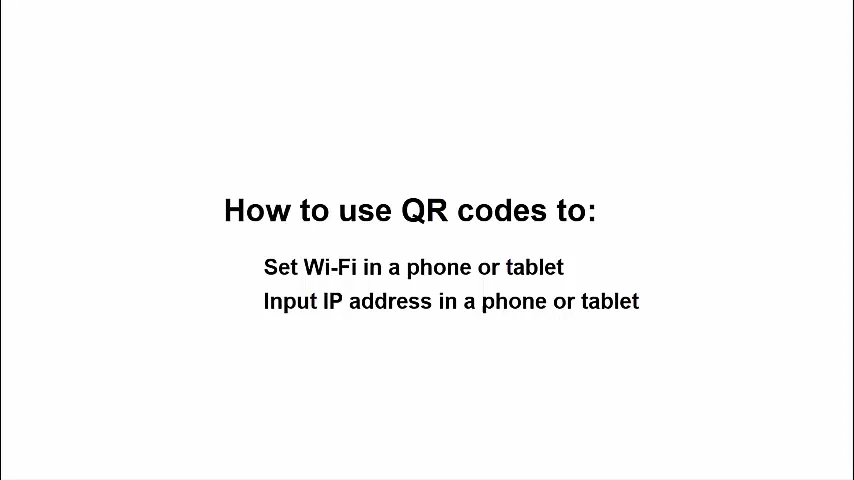 How to use QR codes to:
Set Wi-Fi in a phone or tablet
Input IP address in a phone or tablet